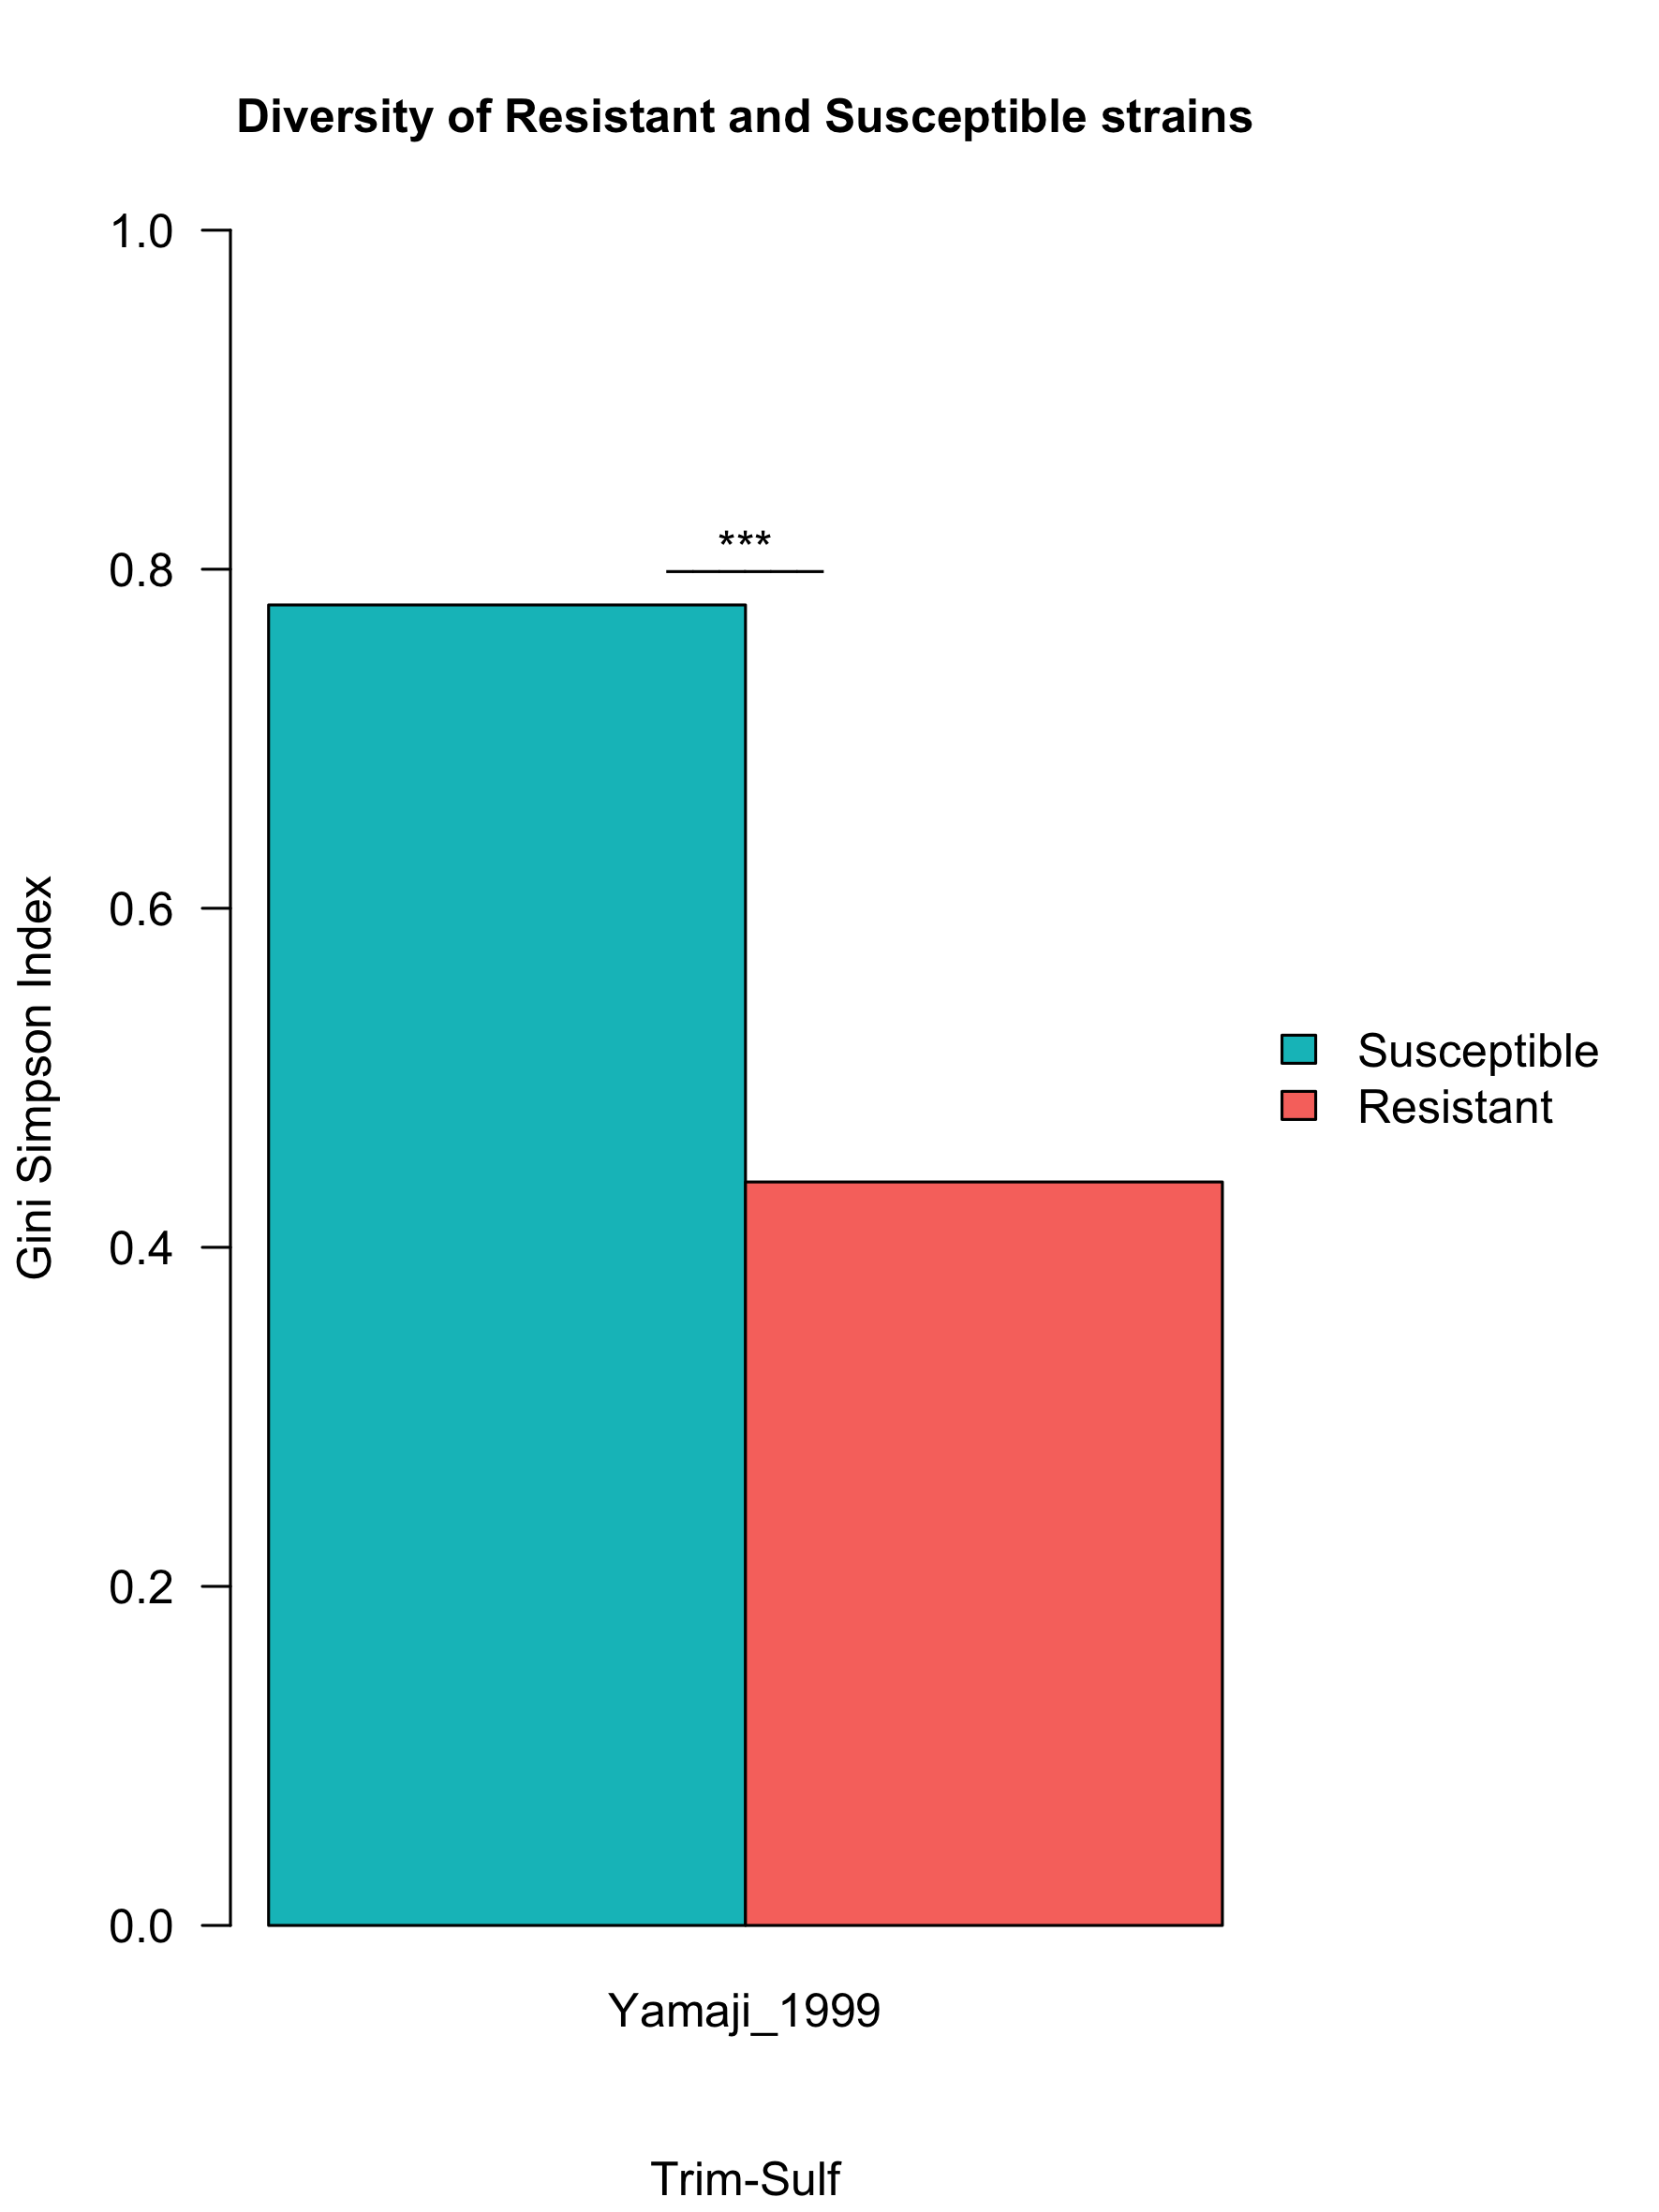 Diversity of Resistant and Susceptible strains
1.0
***
0.8
0.6
0.4
0.2
0.0
Gini Simpson Index
Susceptible
Resistant
Yamaji_1999
Trim-Sulf